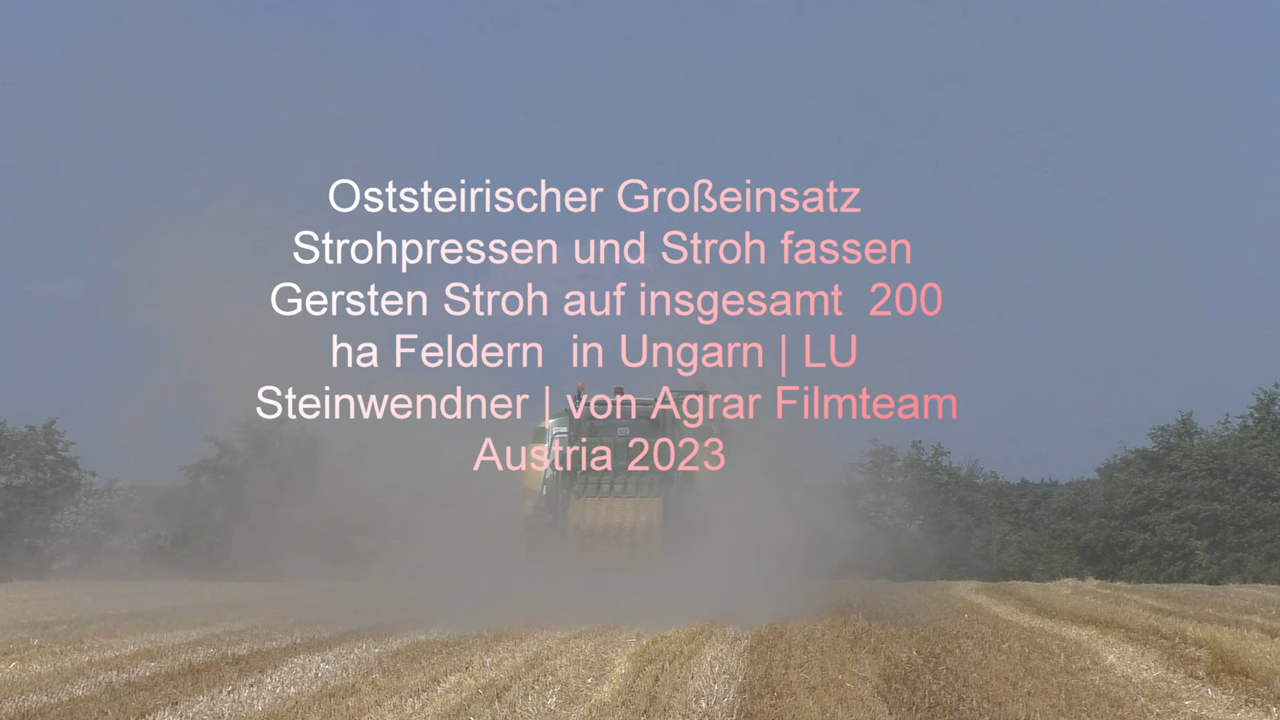 Oststeirischer Großeinsatz
Strohpressen und Stroh fassen
Gersten Stroh auf insgesamt  200
ha Feldern  in Ungarn | LU
Steinwendner | von Agrar Filmteam
Austria 2023